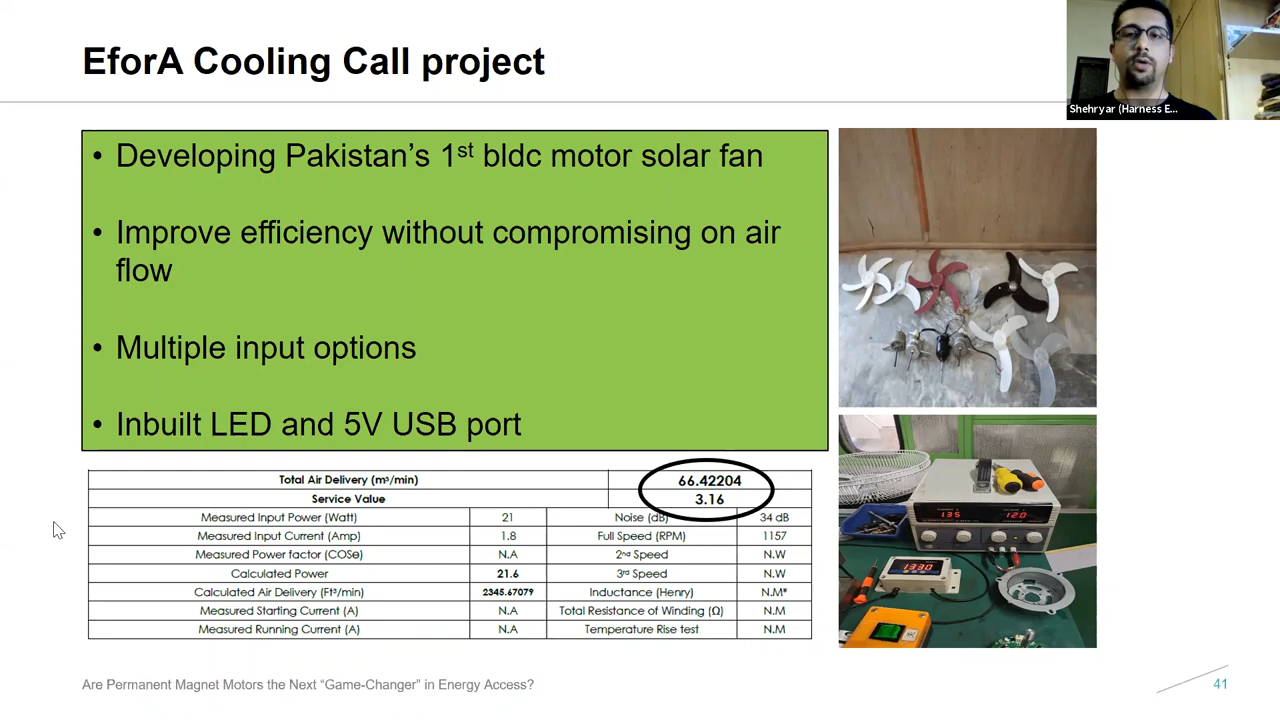 EforA Cooling Call project
Shehryar (Harness E...
• Developing Pakistan's 1st bldc motor solar fan
• Improve efficiency without compromising on air
flow
• Multiple input options
• Inbuilt LED and 5V USB port
Total Air Delivery (m³/min) 66.42204
Service Value 3.16
Measured Input Power (Watt) 21 Noise (dB) 34 dB
Measured Input Current (Amp) 1.8 Full Speed (RPM) 1157
Measured Power factor (COSɵ) N.A 2nd Speed N.W
Calculated Power 21.6 3rd Speed N.W
Calculated Air Delivery (Ft³/min) 2345.67079 Inductance (Henry) N.M*
Measured Starting Current (A) N.A Total Resistance of Winding (Ω) N.M
Measured Running Current (A) N.A Temperature Rise test N.M
135 120
1330
Are Permanent Magnet Motors the Next “Game-Changer” in Energy Access?
41